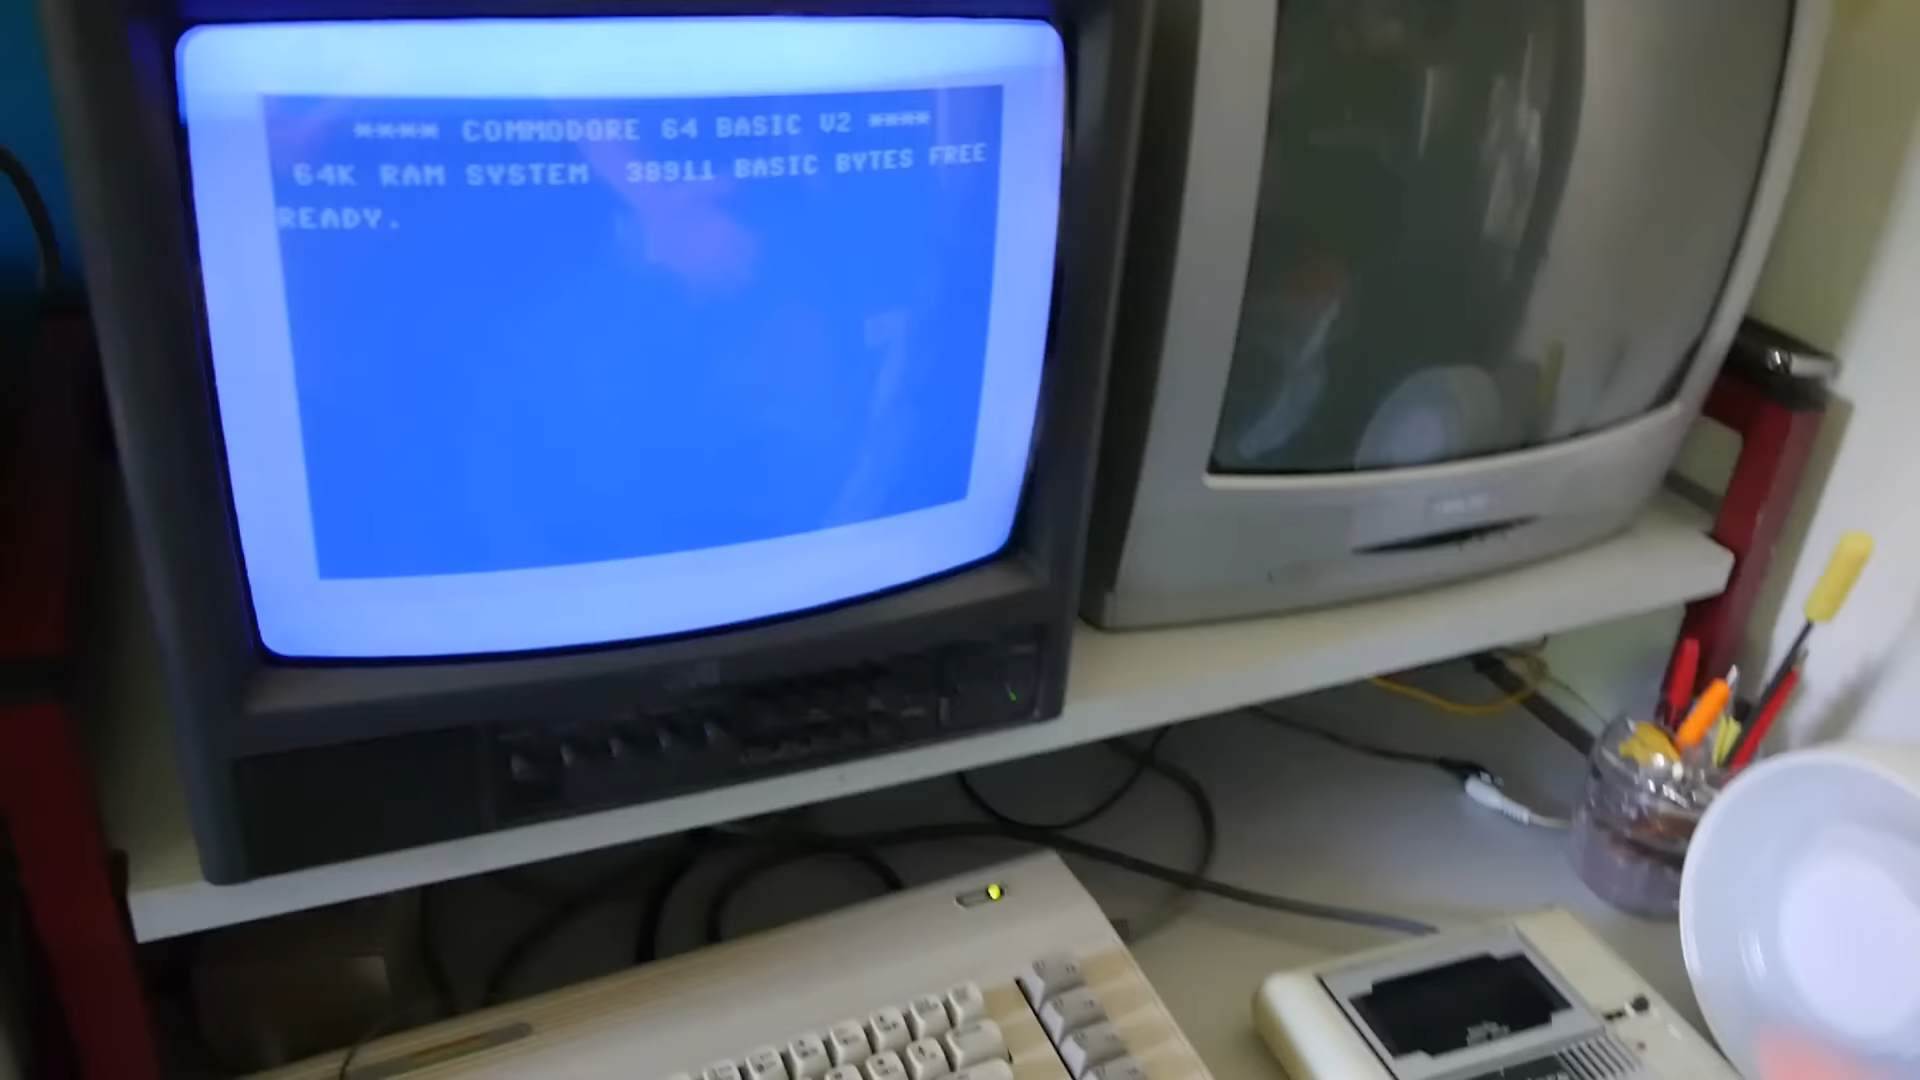 **** COMMODORE 64 BASIC V2 ****
64K RAM SYSTEM 38911 BASIC BYTES FREE
READY.